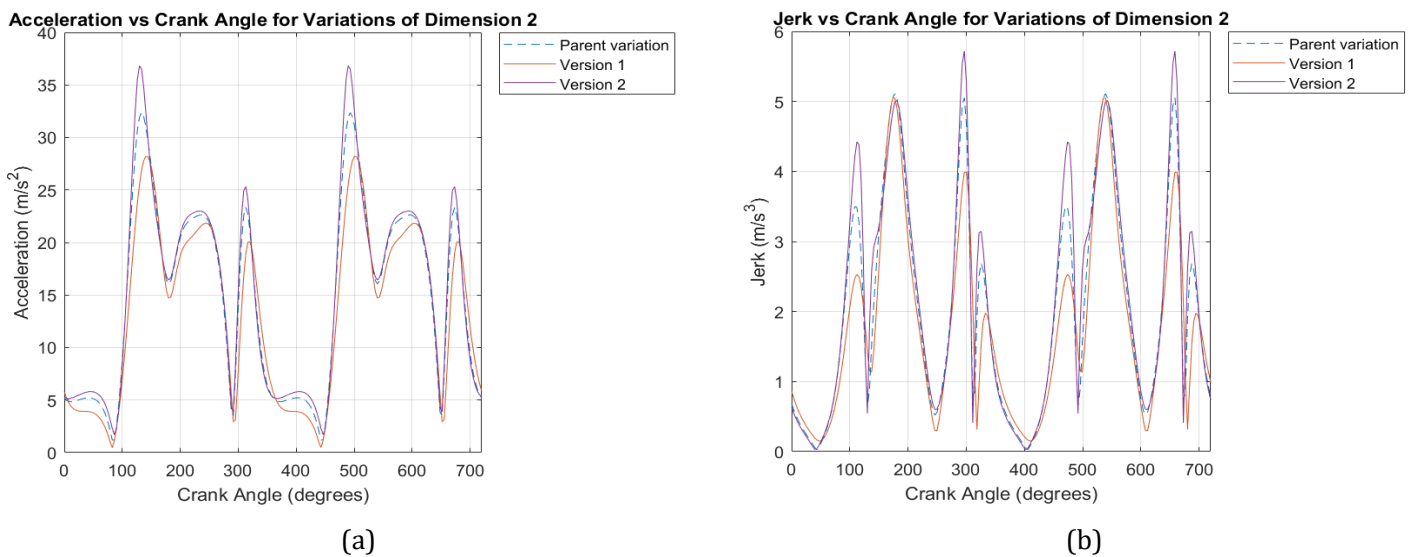 Acceleration vs Crank Angle for Variations of Dimension 2
40
35
30
25
20
15
10
5
0
0 100 200 300 400 500 600 700
Acceleration (m/s²)
Crank Angle (degrees)
Parent variation
Version 1
Version 2
(a)
Jerk vs Crank Angle for Variations of Dimension 2
6
5
4
3
2
1
0
0 100 200 300 400 500 600 700
Jerk (m/s³)
Crank Angle (degrees)
Parent variation
Version 1
Version 2
(b)